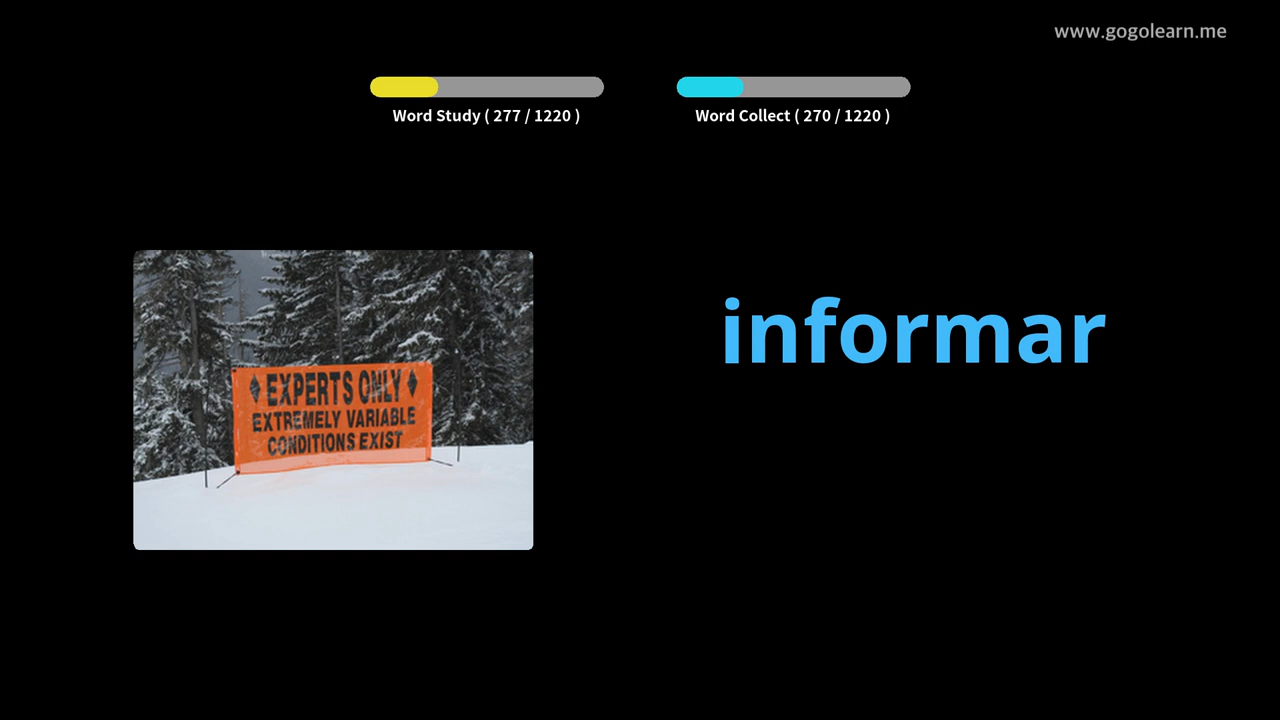 www.gogolearn.me
Word Study ( 277 / 1220 )
Word Collect ( 270 / 1220 )
EXPERTS ONLY
EXTREMELY VARIABLE
CONDITIONS EXIST
informar